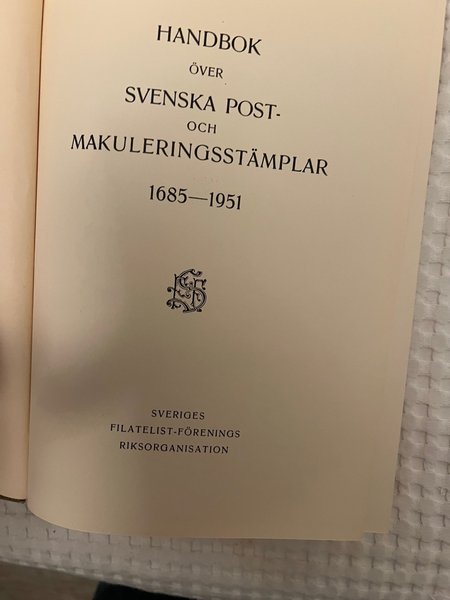 HANDBOK
ÖVER
SVENSKA POST-
OCH
MAKULERINGSSTÄMPLAR
1685—1951
SVERIGES
FILATELIST-FÖRENINGS
RIKSORGANISATION